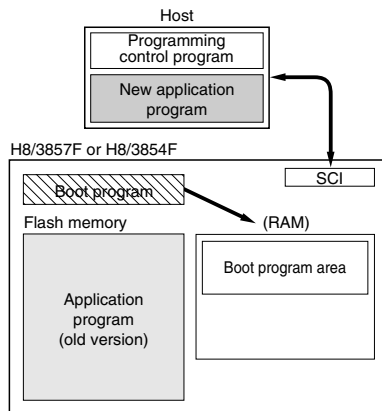 Host
Programming
control program
New application
program
H8/3857F or H8/3854F
SCI
Boot program
Flash memory
(RAM)
Boot program area
Application
program
(old version)